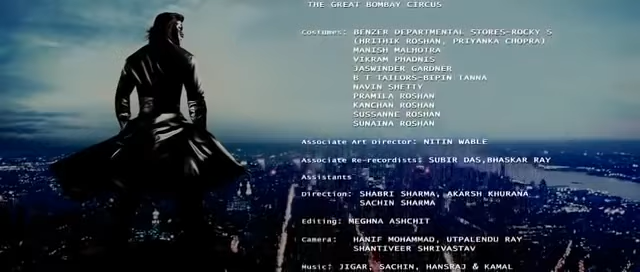 THE GREAT BOMBAY CIRCUS
Costumes: BENZER DEPARTMENTAL STORES-ROCKY S
(HRITHIK ROSHAN, PRIYANKA CHOPRA)
MANISH MALHOTRA
VIKRAM PHADNIS
JASWINDER GARDNER
B T TAILORS-BIPIN TANNA
NAVIN SHETTY
PRAMILA ROSHAN
KANCHAN ROSHAN
SUSSANNE ROSHAN
SUNAINA ROSHAN
Associate Art Director: NITIN WABLE
Associate Re-recordists: SUBIR DAS,BHASKAR RAY
Assistants
Direction: SHABRI SHARMA, AKARSH KHURANA
SACHIN SHARMA
Editing: MEGHNA ASHCHIT
Camera: HANIF MOHAMMAD, UTPALENDU RAY
SHANTIVEER SHRIVASTAV
Music: JIGAR, SACHIN, HANSRAJ & KAMAL